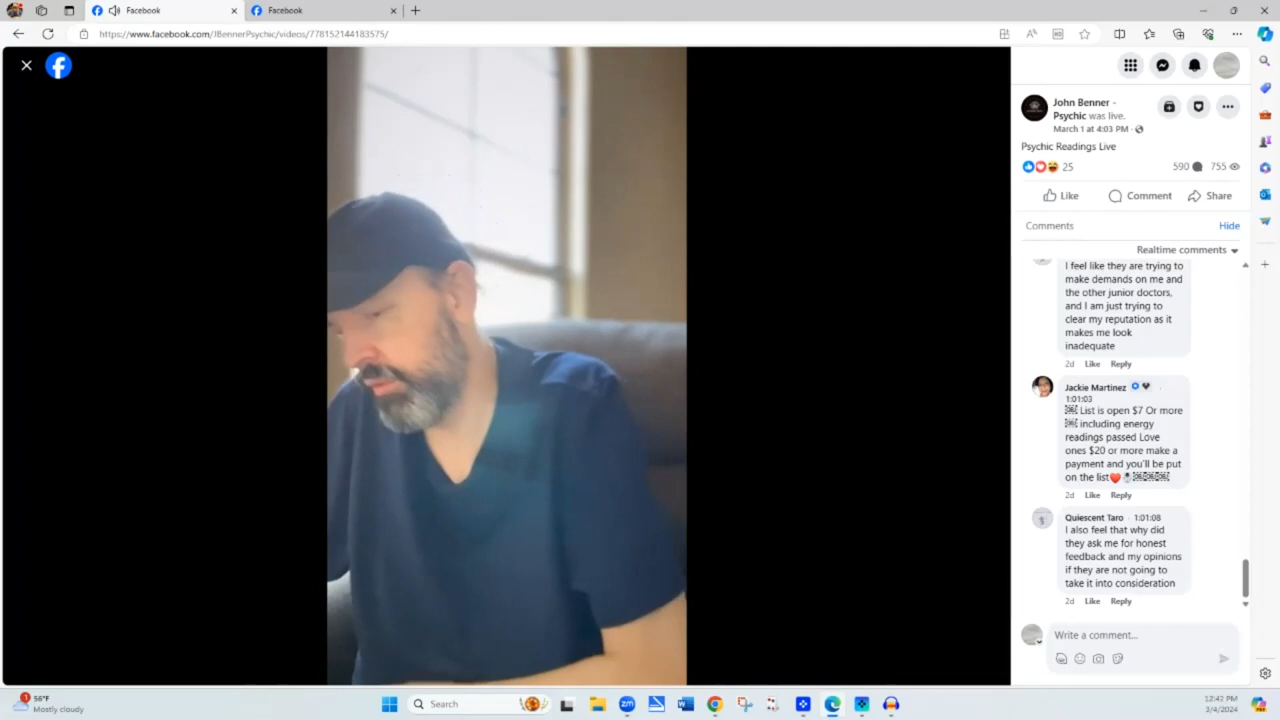 Facebook
Facebook
https://www.facebook.com/JBennerPsychic/videos/778152144183575/
John Benner -
Psychic was live.
March 1 at 4:03 PM ·
Psychic Readings Live
25
590
755
Like
Comment
Share
Comments
Hide
Realtime comments
I feel like they are trying to
make demands on me and
the other junior doctors,
and I am just trying to
clear my reputation as it
makes me look
inadequate
2d Like Reply
Jackie Martinez
1:01:03
List is open $7 Or more
including energy
readings passed Love
ones $20 or more make a
payment and you'll be put
on the list
2d Like Reply
Quiescent Taro · 1:01:08
I also feel that why did
they ask me for honest
feedback and my opinions
if they are not going to
take it into consideration
2d Like Reply
Write a comment...
1
56°F
Mostly cloudy
Search
zm
12:42 PM
3/4/2024